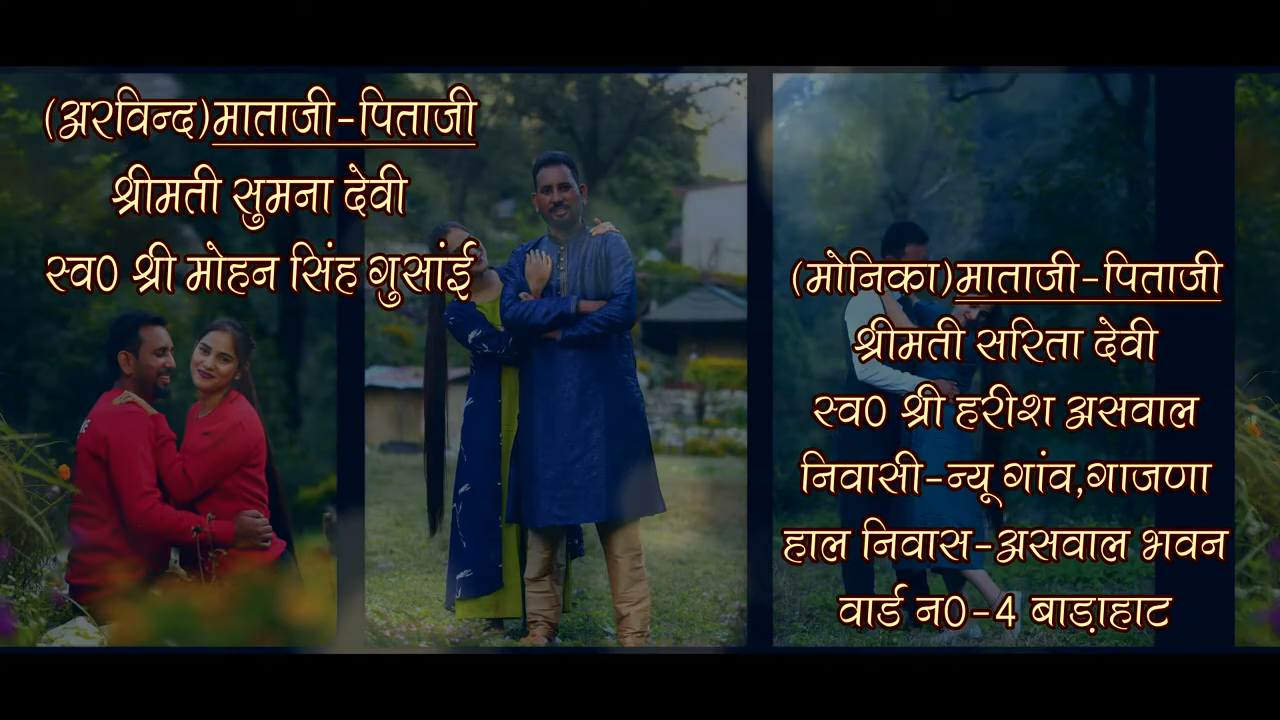 (अरविन्द)माताजी-पिताजी
श्रीमती सुमना देवी
स्व0 श्री मोहन सिंह गुसांई
(मोनिका)माताजी-पिताजी
श्रीमती सरिता देवी
स्व0 श्री हरीश असवाल
निवासी-न्यू गांव,गाजणा
हाल निवास-असवाल भवन
वार्ड न0-4 बाड़ाहाट